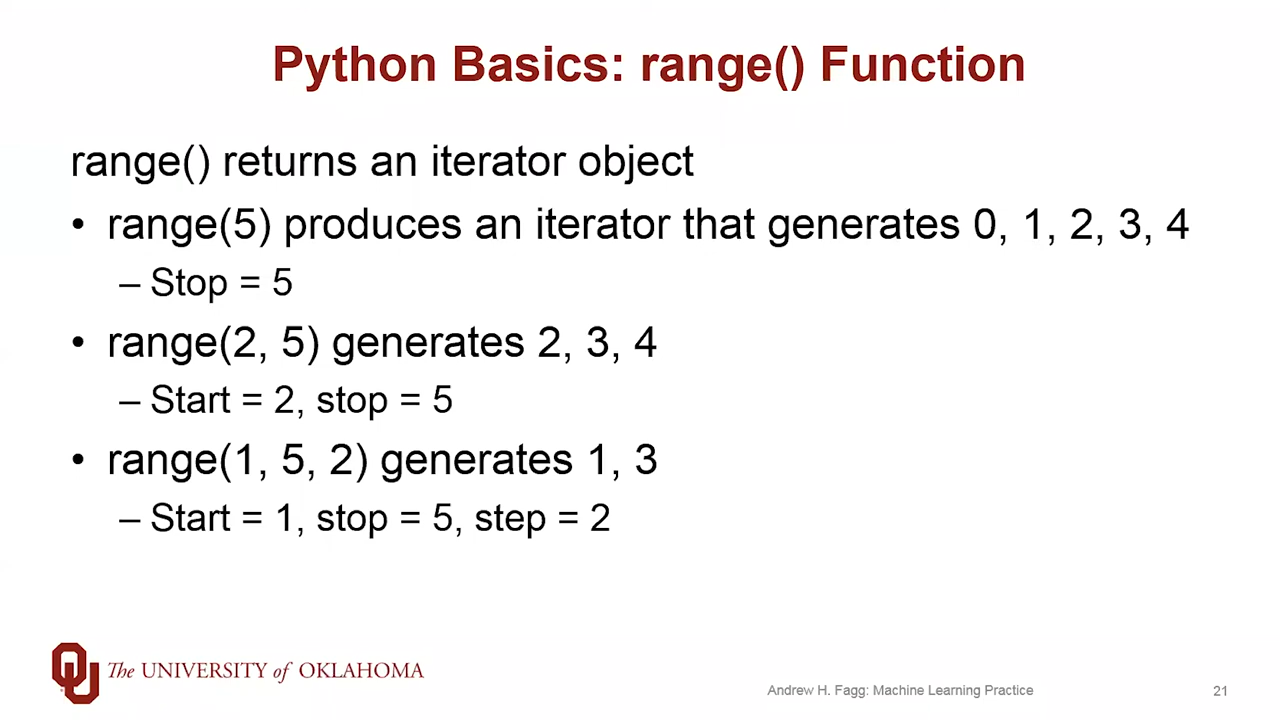 Python Basics: range() Function
range() returns an iterator object
• range(5) produces an iterator that generates 0, 1, 2, 3, 4
– Stop = 5
• range(2, 5) generates 2, 3, 4
– Start = 2, stop = 5
• range(1, 5, 2) generates 1, 3
– Start = 1, stop = 5, step = 2
The UNIVERSITY of OKLAHOMA
Andrew H. Fagg: Machine Learning Practice
21